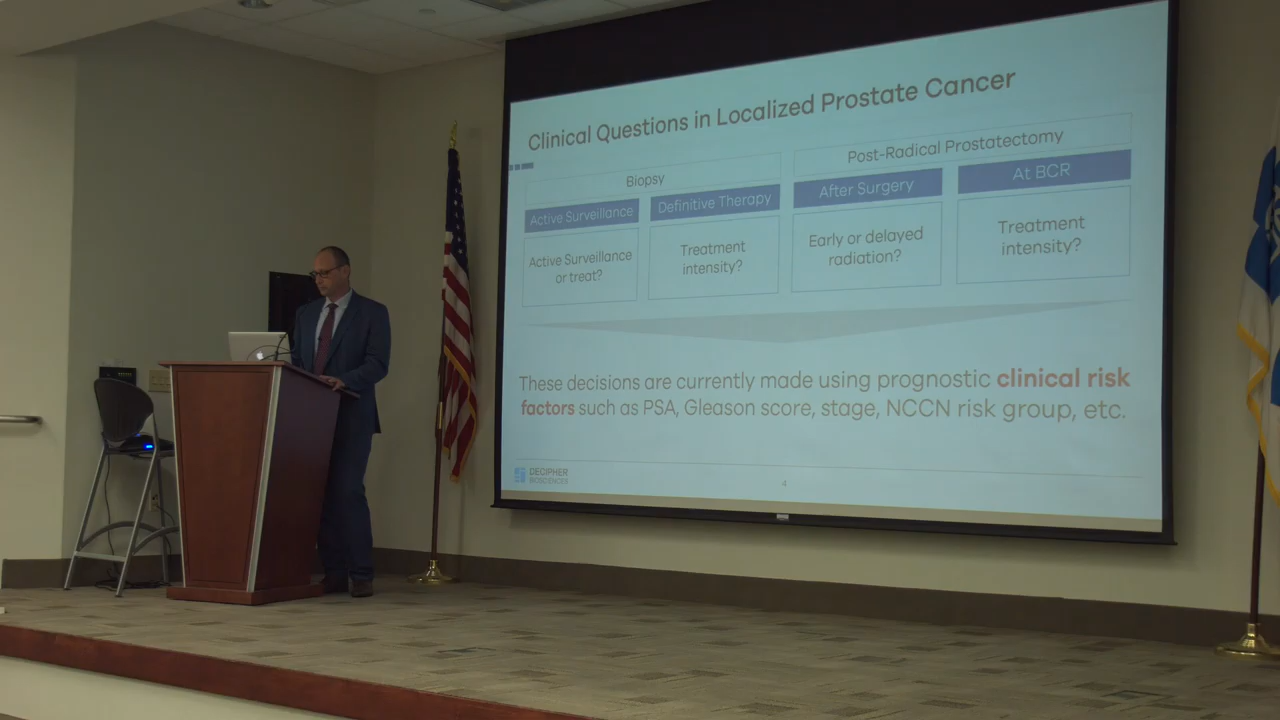 Clinical Questions in Localized Prostate Cancer
Biopsy
Post-Radical Prostatectomy
Active Surveillance
Definitive Therapy
After Surgery
At BCR
Active Surveillance
or treat?
Treatment
intensity?
Early or delayed
radiation?
Treatment
intensity?
These decisions are currently made using prognostic clinical risk
factors such as PSA, Gleason score, stage, NCCN risk group, etc.
DECIPHER
BIOSCIENCES
4